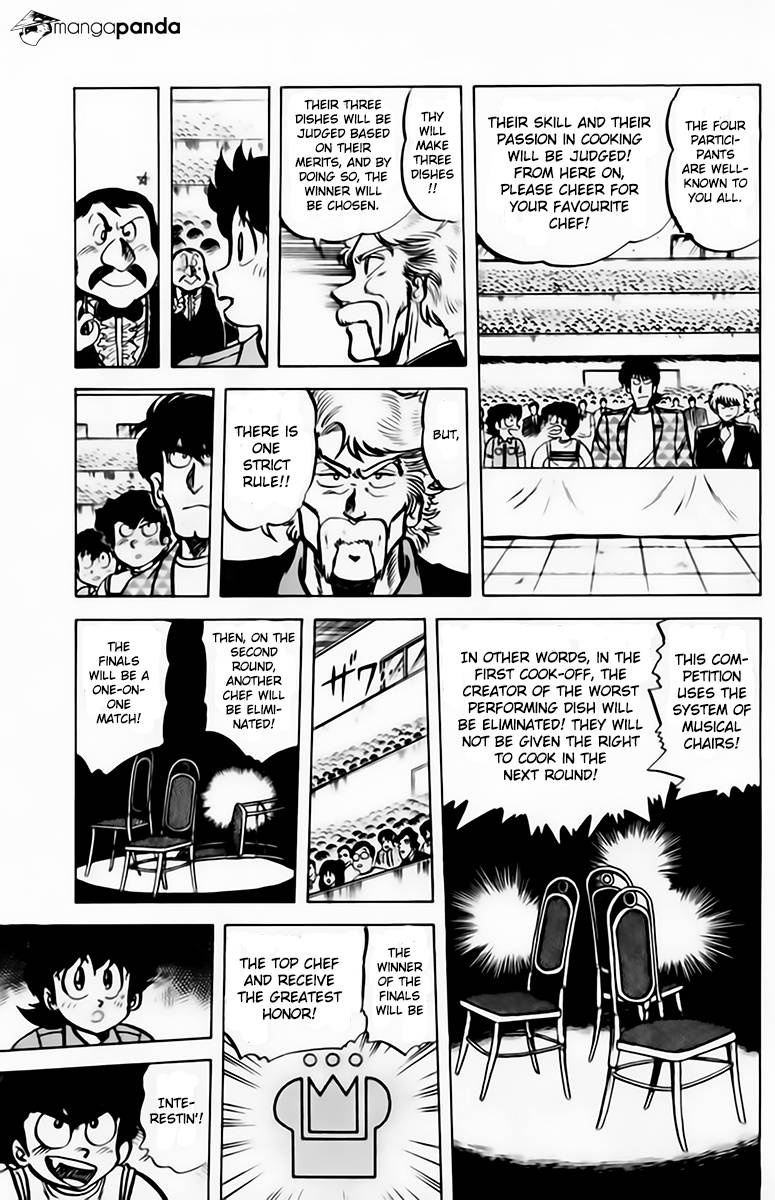 mangapanda
THE FOUR
PARTICI-
PANTS
ARE WELL-
KNOWN TO
YOU ALL.
THEIR SKILL AND THEIR
PASSION IN COOKING
WILL BE JUDGED!
FROM HERE ON,
PLEASE CHEER FOR
YOUR FAVOURITE
CHEF!
THY
WILL
MAKE
THREE
DISHES
!!
THEIR THREE
DISHES WILL BE
JUDGED BASED
ON THEIR
MERITS, AND BY
DOING SO, THE
WINNER WILL
BE CHOSEN.
BUT,
THERE IS
ONE
STRICT
RULE!!
THIS COM-
PETITION
USES THE
SYSTEM OF
MUSICAL
CHAIRS!
IN OTHER WORDS, IN THE
FIRST COOK-OFF, THE
CREATOR OF THE WORST
PERFORMING DISH WILL
BE ELIMINATED! THEY WILL
NOT BE GIVEN THE RIGHT
TO COOK IN THE
NEXT ROUND!
ザワ
THEN, ON THE
SECOND
ROUND,
ANOTHER
CHEF WILL
BE ELIMI-
NATED!
THE
FINALS
WILL BE A
ONE-ON-
ONE
MATCH!
THE
WINNER
OF THE
FINALS
WILL BE
THE TOP CHEF
AND RECEIVE
THE GREATEST
HONOR!
INTE-
RESTIN'!